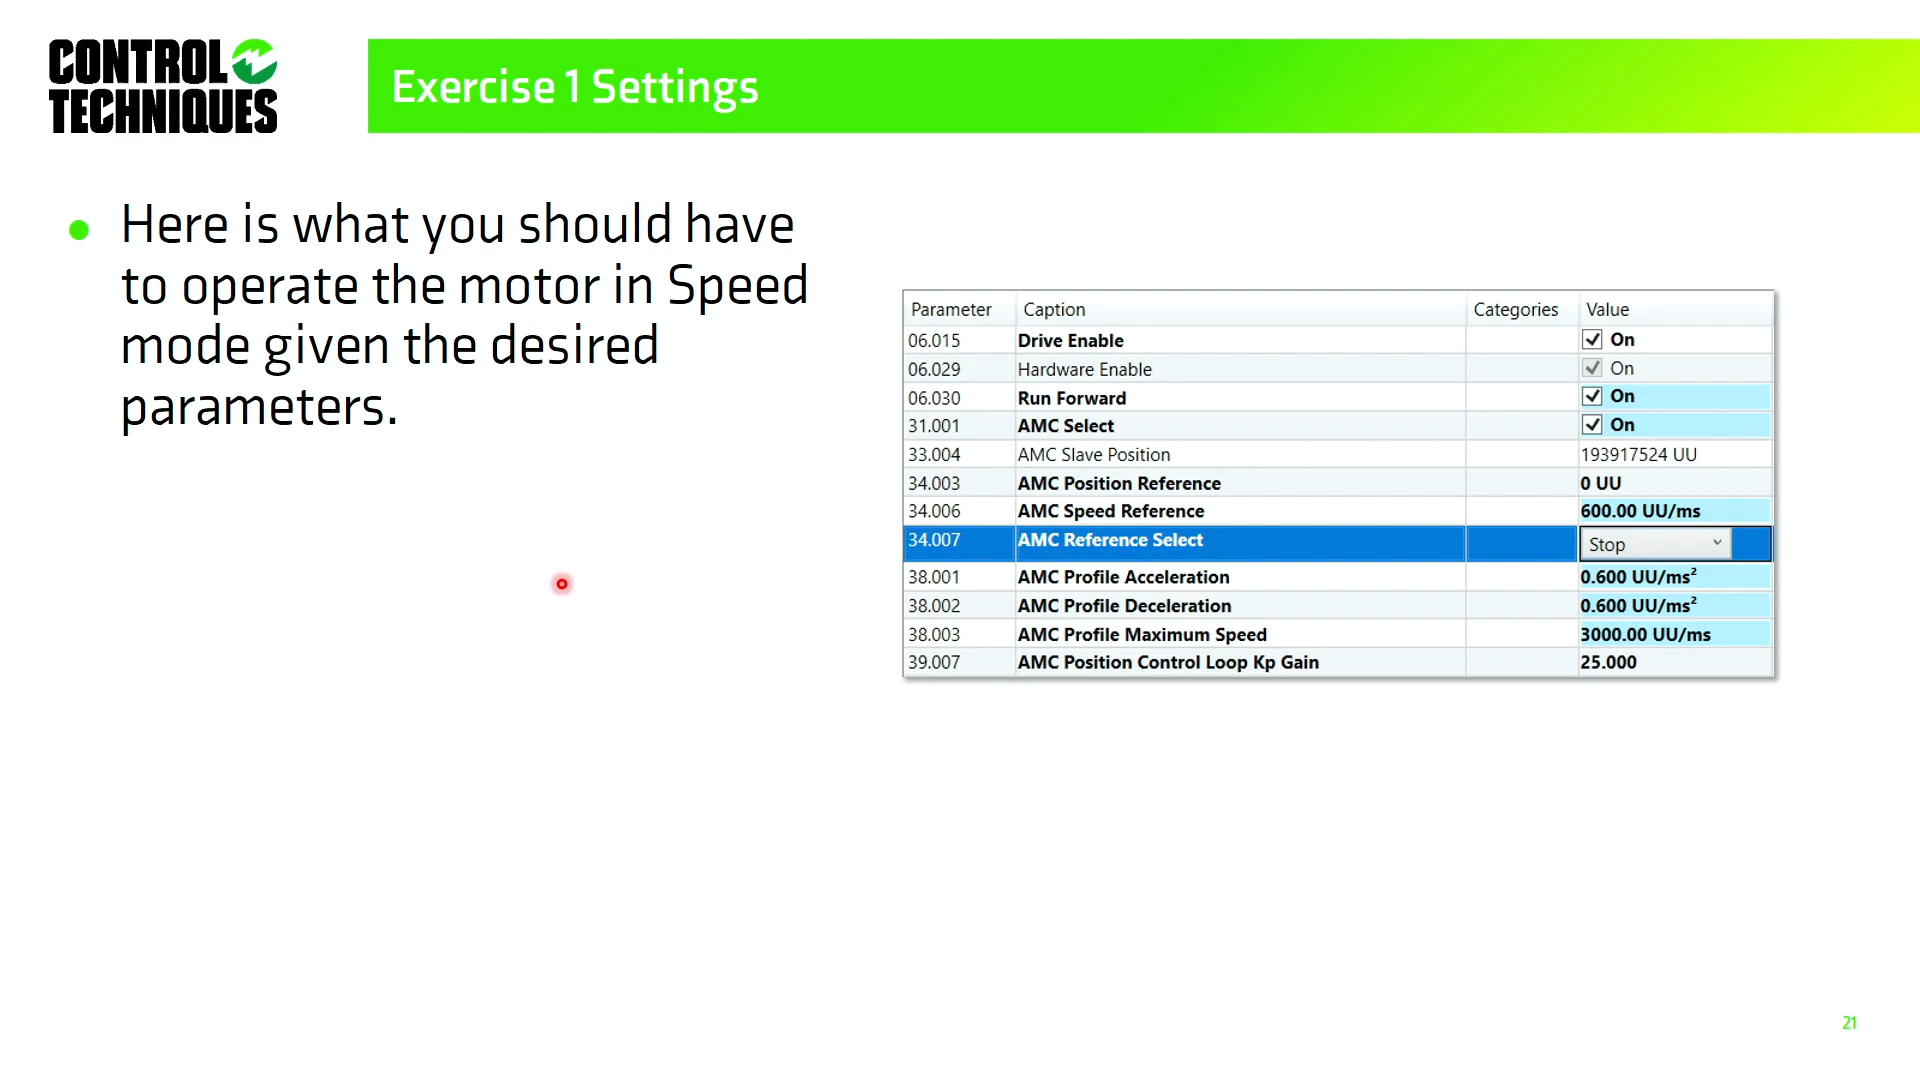 CONTROL
TECHNIQUES
Exercise 1 Settings
Here is what you should have
to operate the motor in Speed
mode given the desired
parameters.
Parameter Caption Categories Value
06.015 Drive Enable On
06.029 Hardware Enable On
06.030 Run Forward On
31.001 AMC Select On
33.004 AMC Slave Position 193917524 UU
34.003 AMC Position Reference 0 UU
34.006 AMC Speed Reference 600.00 UU/ms
34.007 AMC Reference Select Stop
38.001 AMC Profile Acceleration 0.600 UU/ms²
38.002 AMC Profile Deceleration 0.600 UU/ms²
38.003 AMC Profile Maximum Speed 3000.00 UU/ms
39.007 AMC Position Control Loop Kp Gain 25.000
21